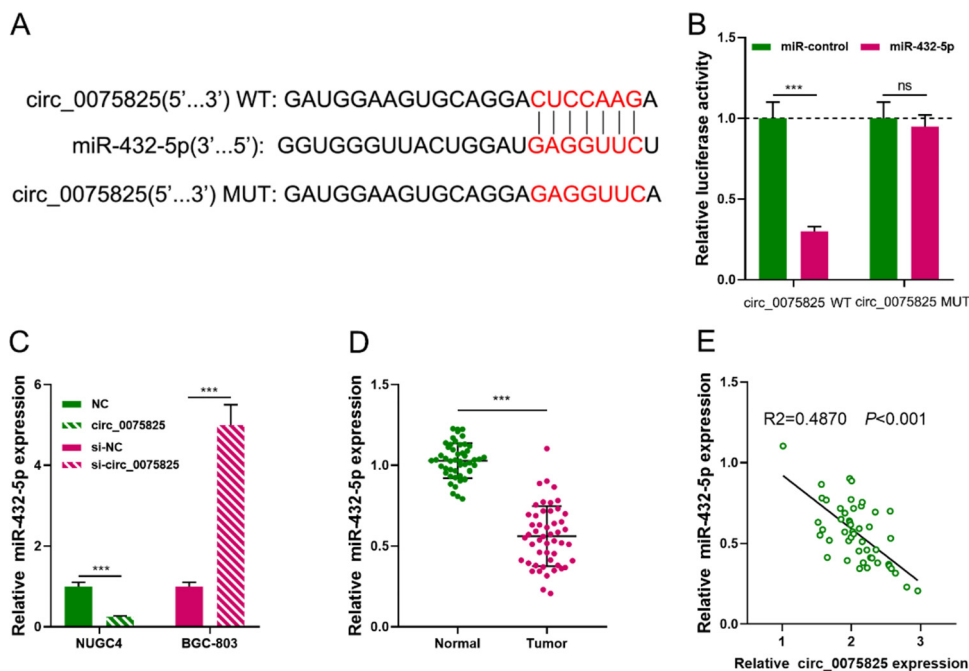 A
circ_0075825(5'...3') WT: GAUGGAAGUGCAGGACUCCAAGA
miR-432-5p(3'...5'): GGUGGGUUACUGGAUGAGGUUCU
circ_0075825(5'...3') MUT: GAUGGAAGUGCAGGAGAGGUUCA
B
miR-control miR-432-5p
Relative luciferase activity
1.5
1.0
0.5
0.0
***
ns
circ_0075825 WT circ_0075825 MUT
C
Relative miR-432-5p expression
6
4
2
0
NC
circ_0075825
si-NC
si-circ_0075825
***
***
NUGC4 BGC-803
D
Relative miR-432-5p expression
1.5
1.0
0.5
0.0
***
Normal Tumor
E
Relative miR-432-5p expression
1.5
1.0
0.5
0.0
R2=0.4870 P<0.001
1 2 3
Relative circ_0075825 expression